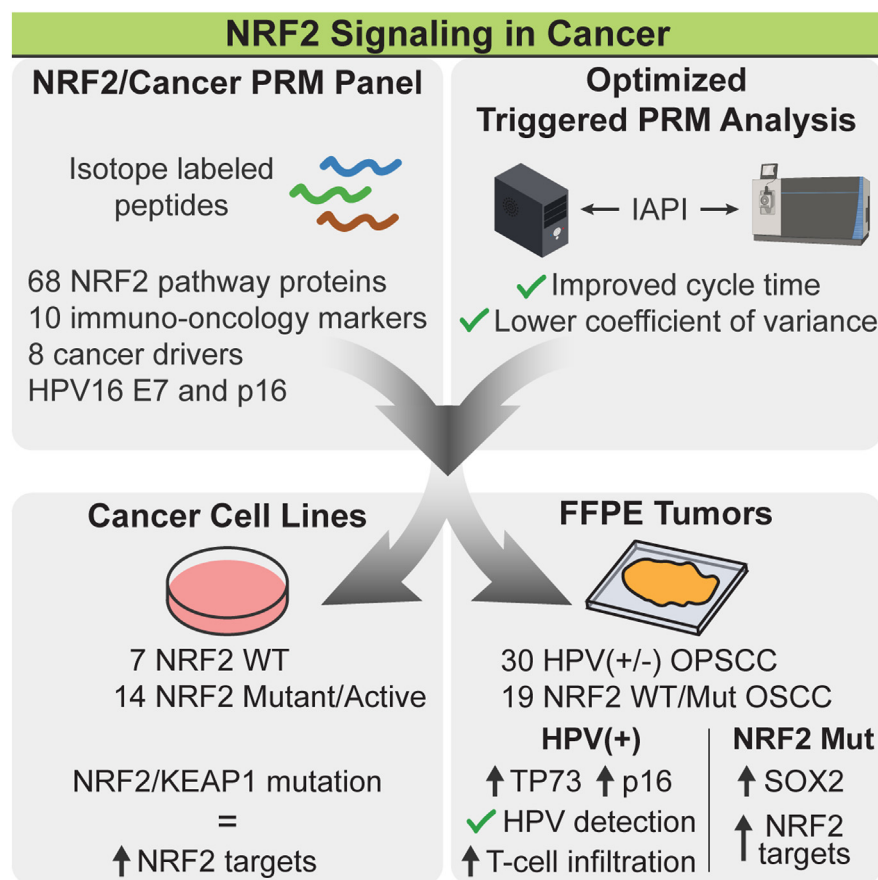 NRF2 Signaling in Cancer
NRF2/Cancer PRM Panel
Isotope labeled
peptides
68 NRF2 pathway proteins
10 immuno-oncology markers
8 cancer drivers
HPV16 E7 and p16
Optimized
Triggered PRM Analysis
IAPI
Improved cycle time
Lower coefficient of variance
Cancer Cell Lines
7 NRF2 WT
14 NRF2 Mutant/Active
NRF2/KEAP1 mutation
=
↑ NRF2 targets
FFPE Tumors
30 HPV(+/-) OPSCC
19 NRF2 WT/Mut OSCC
HPV(+)
↑ TP73 ↑ p16
✓ HPV detection
↑ T-cell infiltration
NRF2 Mut
↑ SOX2
↑ NRF2
targets